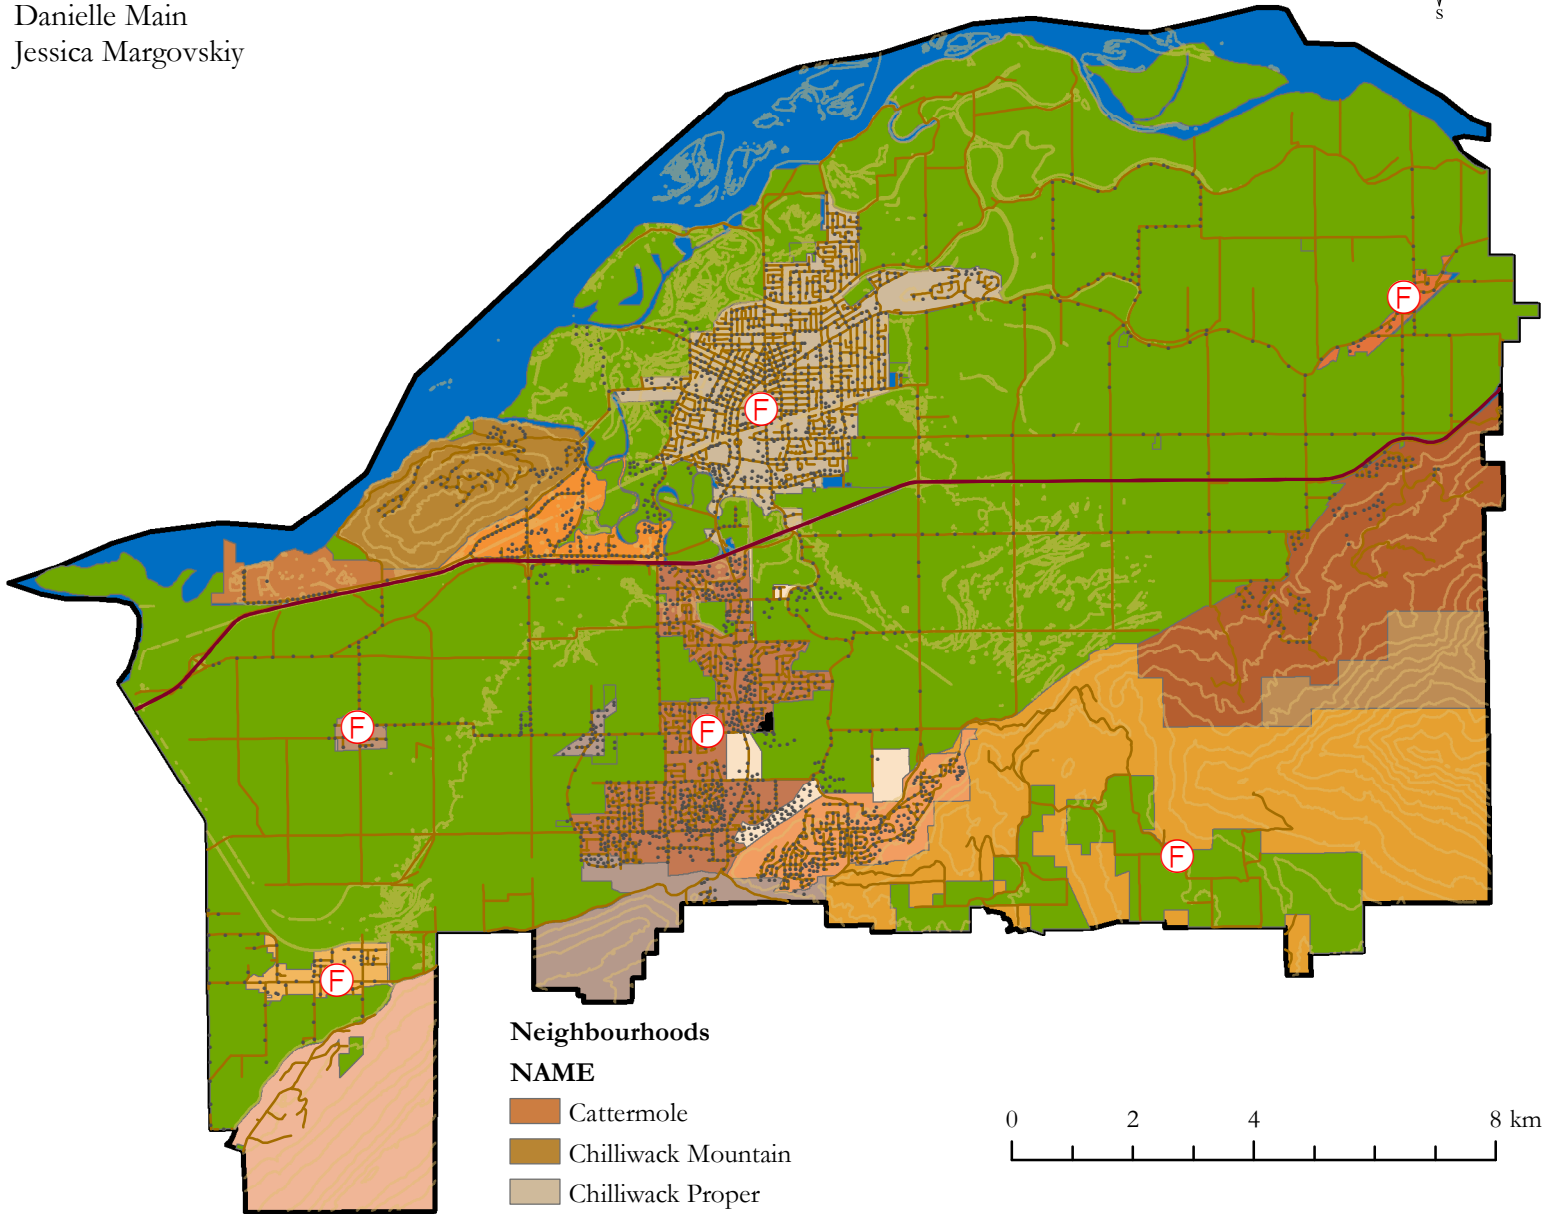 Danielle Main
Jessica Margovskiy
S
F
F
F
F
F
F
Neighbourhoods
NAME
Cattermole
Chilliwack Mountain
Chilliwack Proper
0 2 4 8 km